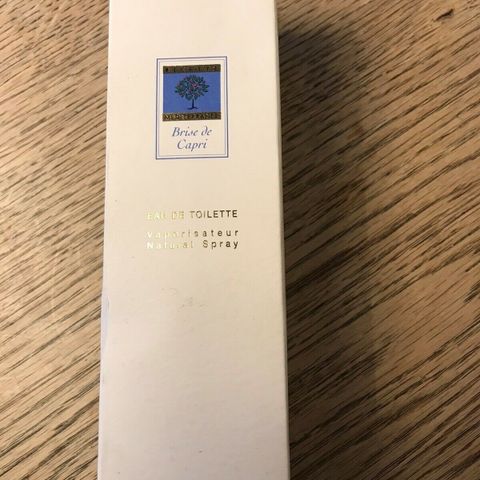 Brise de
Capri
EAU DE TOILETTE
Vaporisateur
Natural Spray